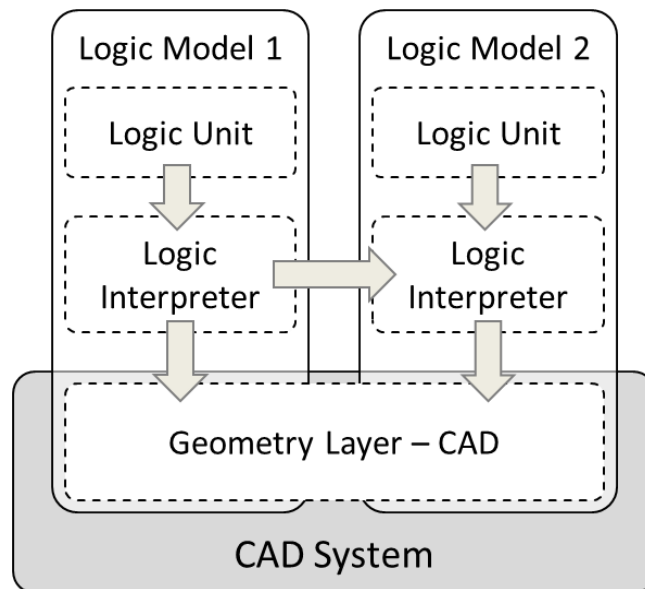 Logic Model 1
Logic Model 2
Logic Unit
Logic Unit
Logic
Interpreter
Logic
Interpreter
Geometry Layer – CAD
CAD System